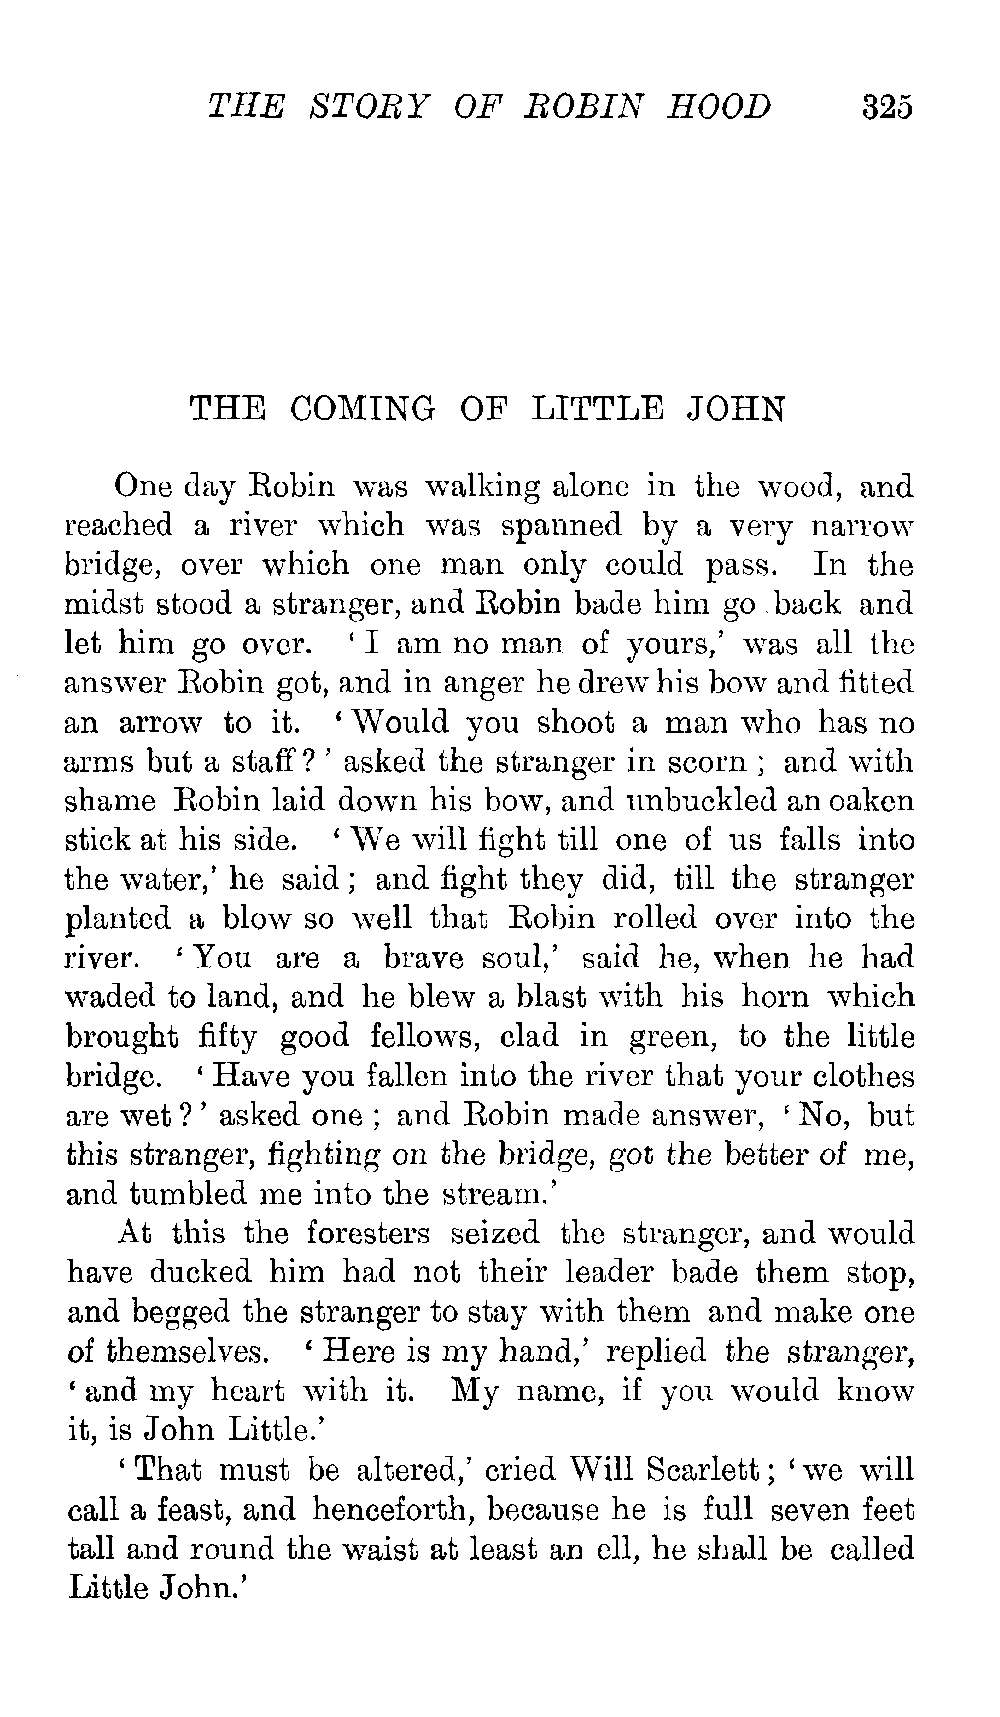 THE STORY OF ROBIN HOOD 325
THE COMING OF LITTLE JOHN
One day Robin was walking alone in the wood, and
reached a river which was spanned by a very narrow
bridge, over which one man only could pass. In the
midst stood a stranger, and Robin bade him go back and
let him go over. ‘ I am no man of yours,’ was all the
answer Robin got, and in anger he drew his bow and fitted
an arrow to it. ‘ Would you shoot a man who has no
arms but a staff ? ’ asked the stranger in scorn ; and with
shame Robin laid down his bow, and unbuckled an oaken
stick at his side. ‘ We will fight till one of us falls into
the water,’ he said ; and fight they did, till the stranger
planted a blow so well that Robin rolled over into the
river. ‘ You are a brave soul,’ said he, when he had
waded to land, and he blew a blast with his horn which
brought fifty good fellows, clad in green, to the little
bridge. ‘ Have you fallen into the river that your clothes
are wet ? ’ asked one ; and Robin made answer, ‘ No, but
this stranger, fighting on the bridge, got the better of me,
and tumbled me into the stream.’
At this the foresters seized the stranger, and would
have ducked him had not their leader bade them stop,
and begged the stranger to stay with them and make one
of themselves. ‘ Here is my hand,’ replied the stranger,
‘ and my heart with it. My name, if you would know
it, is John Little.’
‘ That must be altered,’ cried Will Scarlett ; ‘ we will
call a feast, and henceforth, because he is full seven feet
tall and round the waist at least an ell, he shall be called
Little John.’